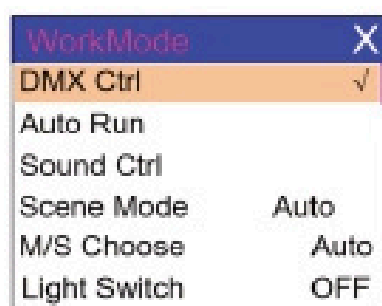 WorkMode X
DMX Ctrl √
Auto Run
Sound Ctrl
Scene Mode Auto
M/S Choose Auto
Light Switch OFF